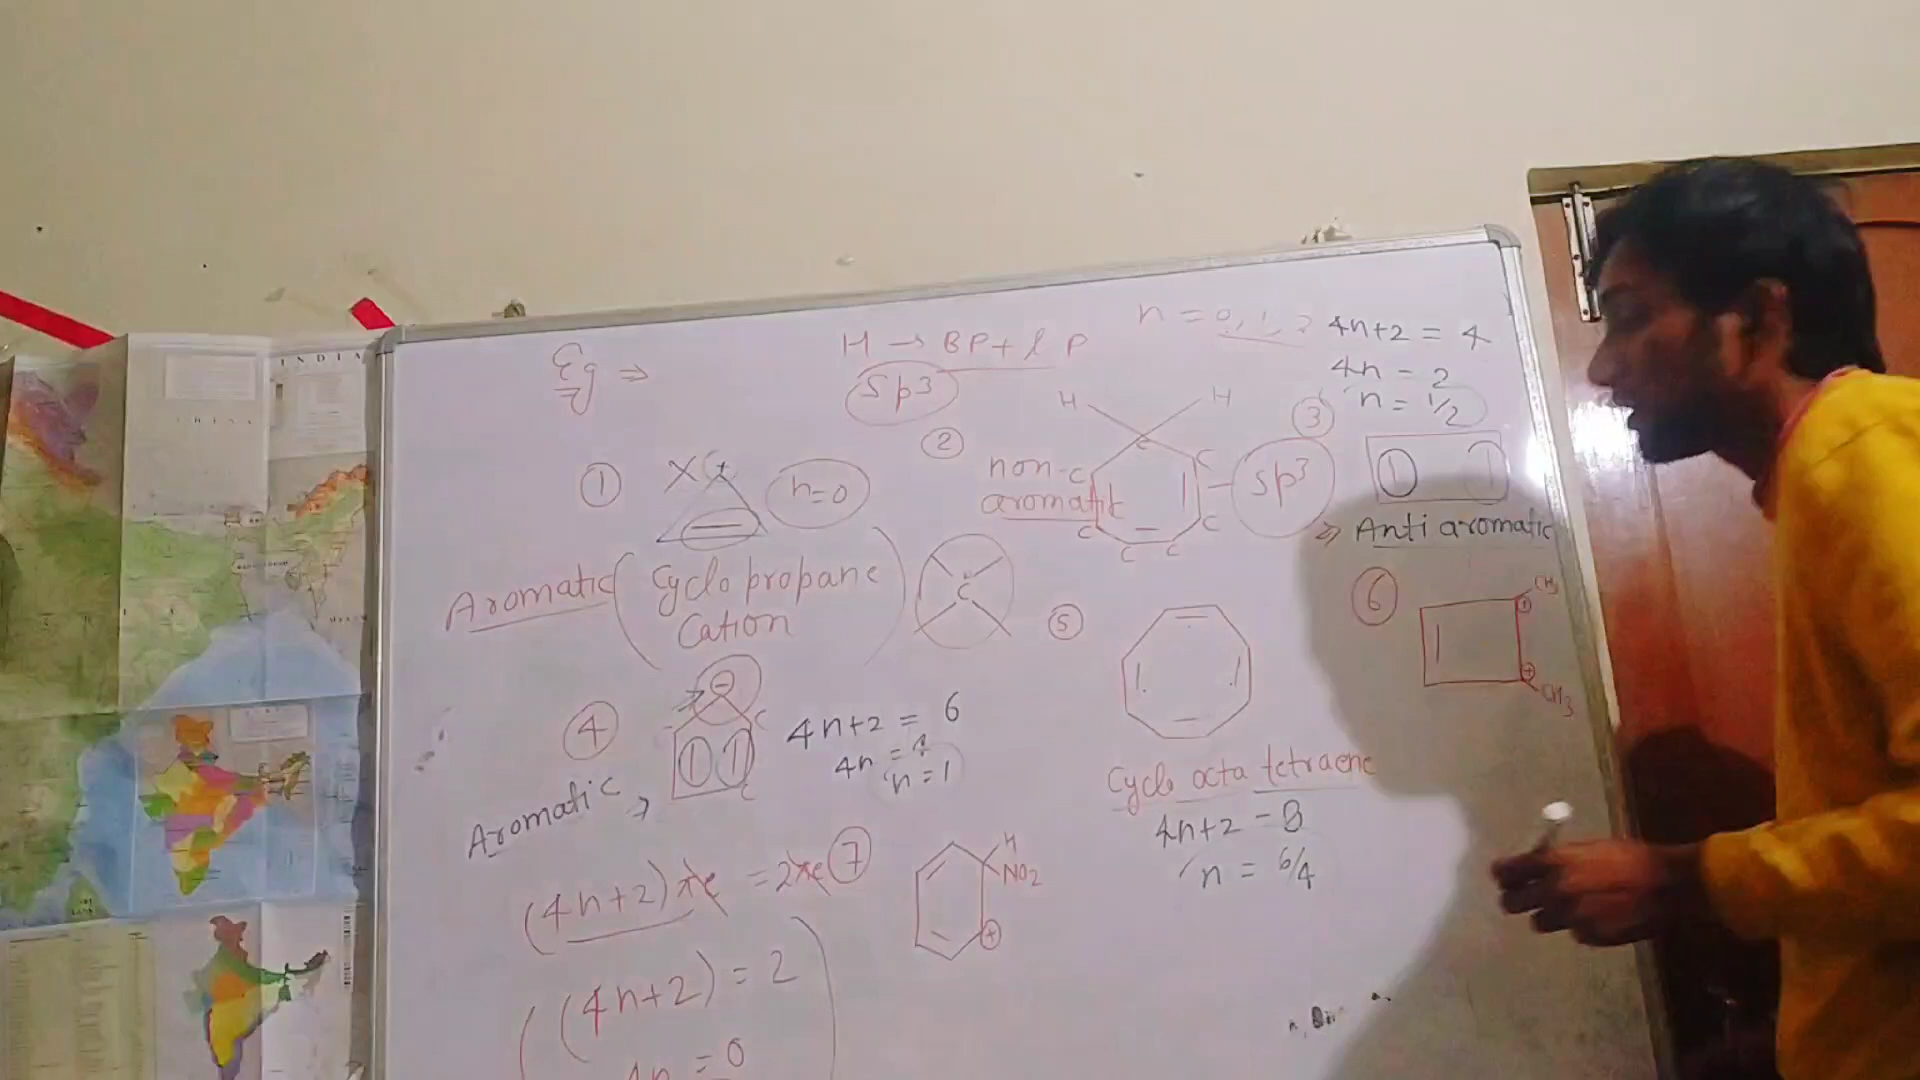 Eg ⇒
H → BP + l P
sp³
n = 0, 1, 2
4n+2 = 4
4n = 2
n = 1/2
①
+
n=0
Aromatic (Cyclopropane
Cation)
②
non-
aromatic
H H
C C C C C C C
sp³
C
③
⇒ Anti aromatic
④
−
C
C
Aromatic →
4n+2 = 6
4n = 4
n = 1
⑤
Cyclo octa tetraene
4n+2 = 8
n = 6/4
⑥
CH3
+
+
CH3
(4n+2)πe = 2πe
((4n+2) = 2
4n = 0
⑦
H
NO2
+
INDIA